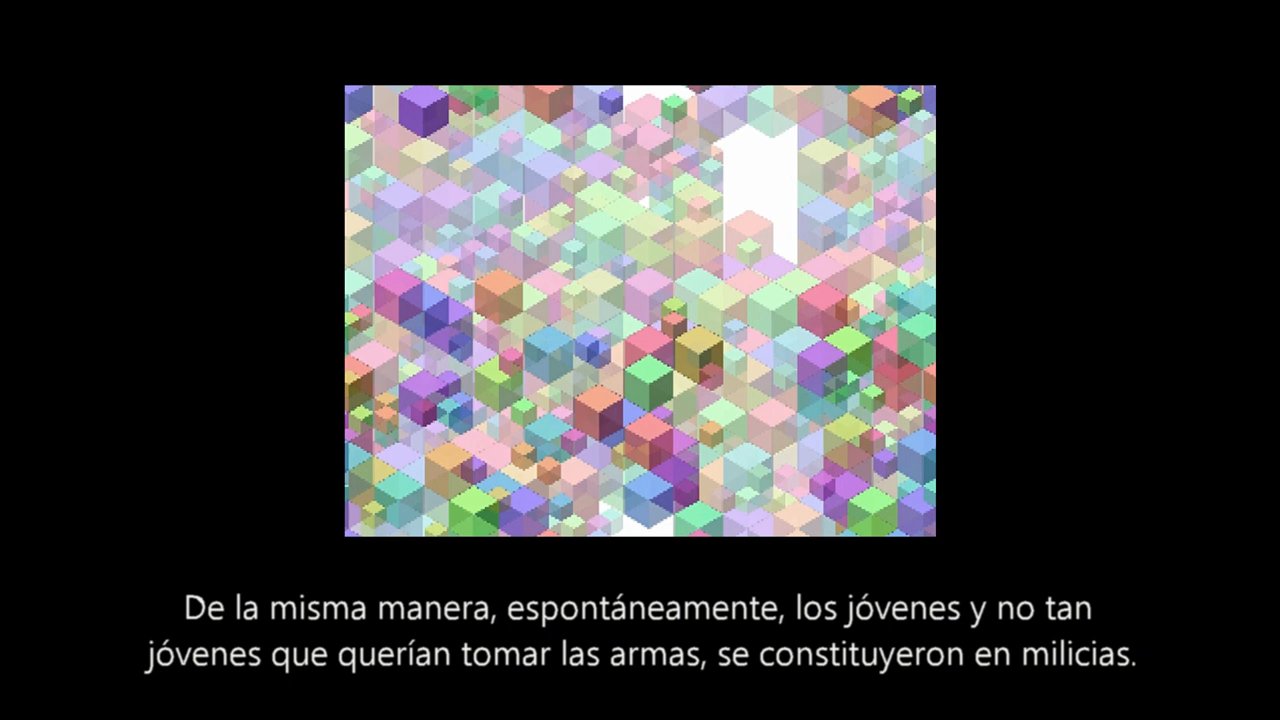 De la misma manera, espontáneamente, los jóvenes y no tan
jóvenes que querían tomar las armas, se constituyeron en milicias.